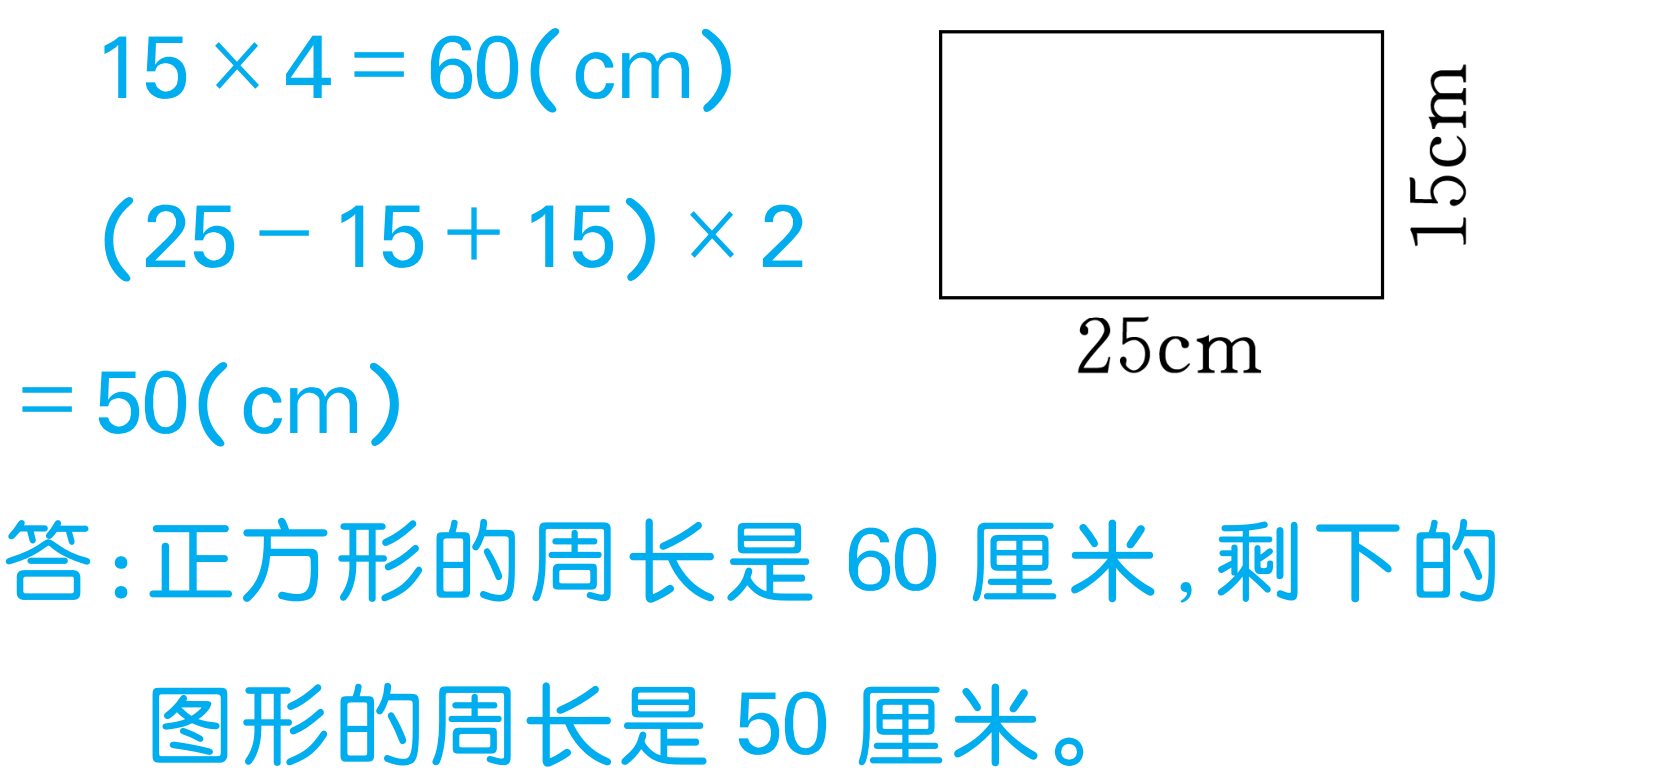 15×4=60(cm)
15cm
(25-15+15)×2
25cm
=50(cm)
答:正方形的周长是 60 厘米,剩下的
图形的周长是 50 厘米。